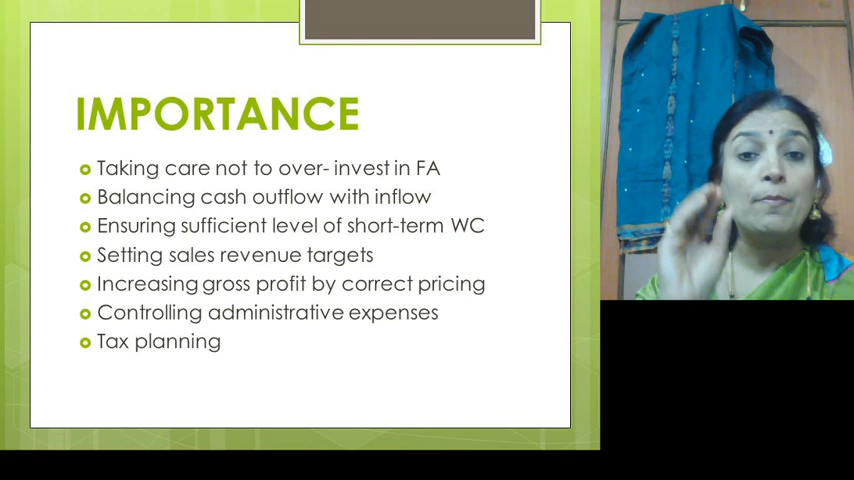 IMPORTANCE
Taking care not to over- invest in FA
Balancing cash outflow with inflow
Ensuring sufficient level of short-term WC
Setting sales revenue targets
Increasing gross profit by correct pricing
Controlling administrative expenses
Tax planning